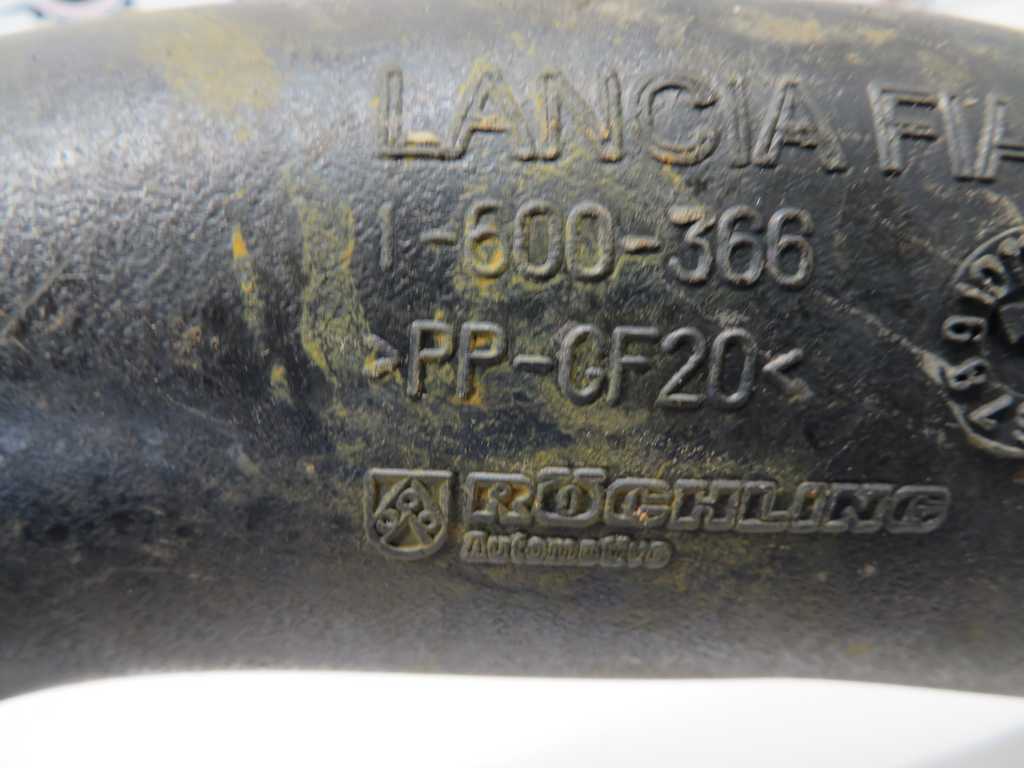 LANCIA
1-600-366
>PP-GF20<
RÖCHLING
Automotive